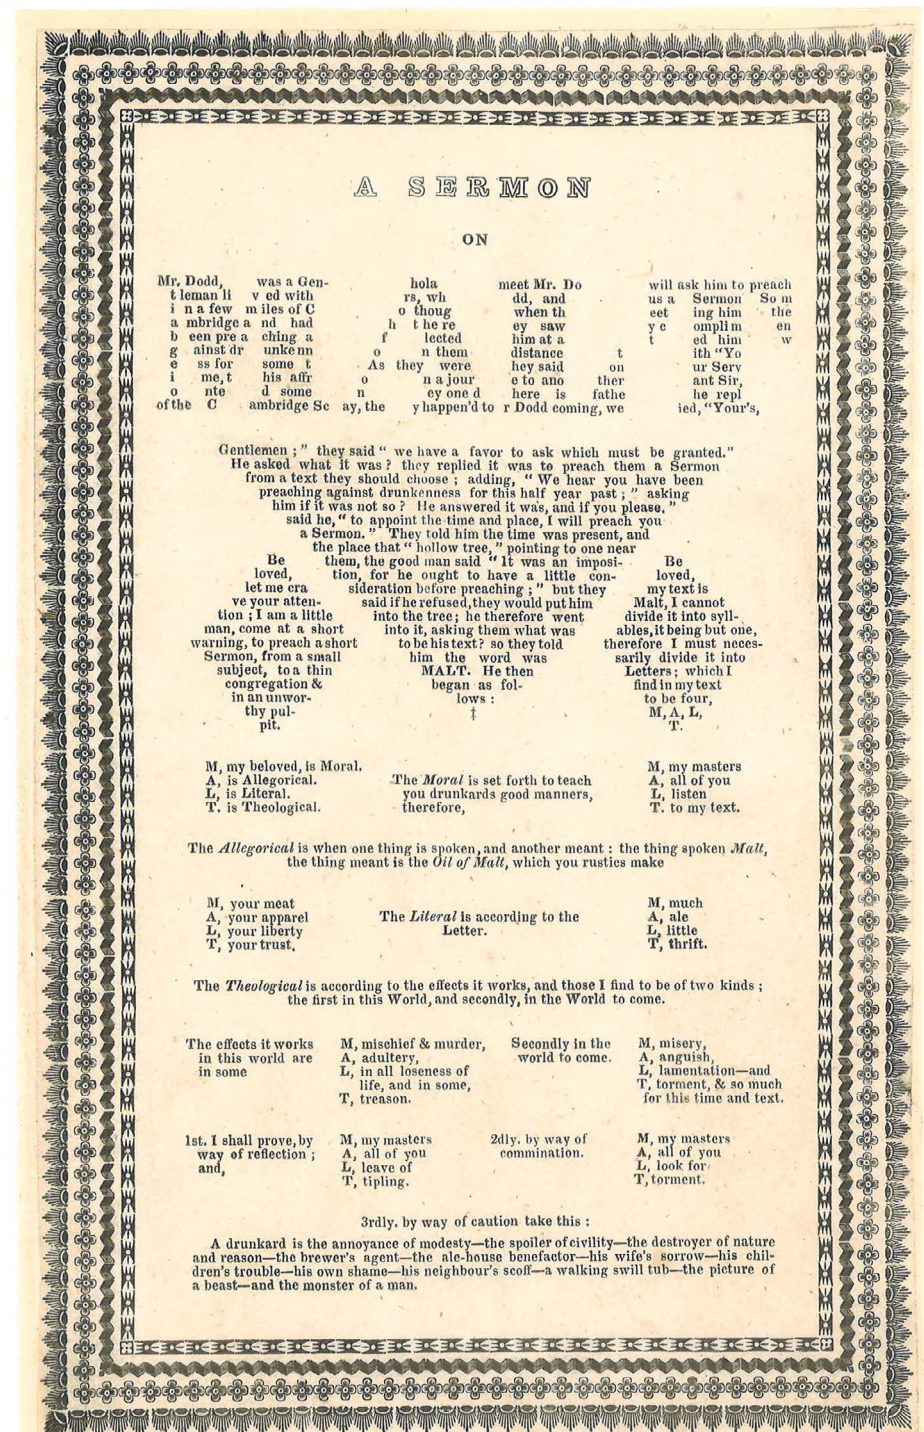 A SERMON
ON
Mr. Dodd, was a Gen-
tleman li v ed with
i n a few m iles of C
a mbridge a nd had
b een pre a ching a
g ainst dr unkenn
e ss for some t
i me, t his affr
o nte d some
of the C ambridge Sc
hola
rs, wh
o thoug
h t he re
f lected
o n them
As they were
o n a jour
n ey one d
ay, the y happen'd to
meet Mr. Do
dd, and
when th
ey saw
him at a
distance t
hey said on
e to ano ther
here is fathe
r Dodd coming, we
will ask him to preach
us a Sermon So m
eet ing him the
y c omplim en
t ed him w
ith "Yo
ur Serv
ant Sir,
he repl
ied, "Your's,
Gentlemen ;" they said " we have a favor to ask which must be granted."
He asked what it was ? they replied it was to preach them a Sermon
from a text they should choose ; adding, " We hear you have been
preaching against drunkenness for this half year past ; " asking
him if it was not so ? He answered it was, and if you please, "
said he, " to appoint the time and place, I will preach you
a Sermon. " They told him the time was present, and
the place that " hollow tree, " pointing to one near
them, the good man said " It was an imposi-
tion, for he ought to have a little con-
sideration before preaching ; " but they
said if he refused, they would put him
into the tree; he therefore went
into it, asking them what was
to be his text? so they told
him the word was
MALT. He then
began as fol-
lows :
‡
Be
loved,
let me cra
ve your atten-
tion ; I am a little
man, come at a short
warning, to preach a short
Sermon, from a small
subject, to a thin
congregation &
in an unwor-
thy pul-
pit.
Be
loved,
my text is
Malt, I cannot
divide it into syll-
ables, it being but one,
therefore I must neces-
sarily divide it into
Letters ; which I
find in my text
to be four,
M, A, L,
T.
M, my beloved, is Moral.
A, is Allegorical.
L, is Literal.
T. is Theological.
The Moral is set forth to teach
you drunkards good manners,
therefore,
M, my masters
A, all of you
L, listen
T. to my text.
The Allegorical is when one thing is spoken, and another meant : the thing spoken Malt,
the thing meant is the Oil of Malt, which you rustics make
M, your meat
A, your apparel
L, your liberty
T, your trust,
The Literal is according to the
Letter.
M, much
A, ale
L, little
T, thrift.
The Theological is according to the effects it works, and those I find to be of two kinds ;
the first in this World, and secondly, in the World to come.
The effects it works
in this world are
in some
M, mischief & murder,
A, adultery,
L, in all looseness of
life, and in some,
T, treason.
Secondly in the
world to come.
M, misery,
A, anguish,
L, lamentation—and
T, torment, & so much
for this time and text.
1st. I shall prove, by
way of reflection ;
and,
M, my masters
A, all of you
L, leave of
T, tipling.
2dly. by way of
commination.
M, my masters
A, all of you
L, look for
T, torment.
3rdly. by way of caution take this :
A drunkard is the annoyance of modesty—the spoiler of civility—the destroyer of nature
and reason—the brewer's agent—the ale-house benefactor—his wife's sorrow—his chil-
dren's trouble—his own shame—his neighbour's scoff—a walking swill tub—the picture of
a beast—and the monster of a man.